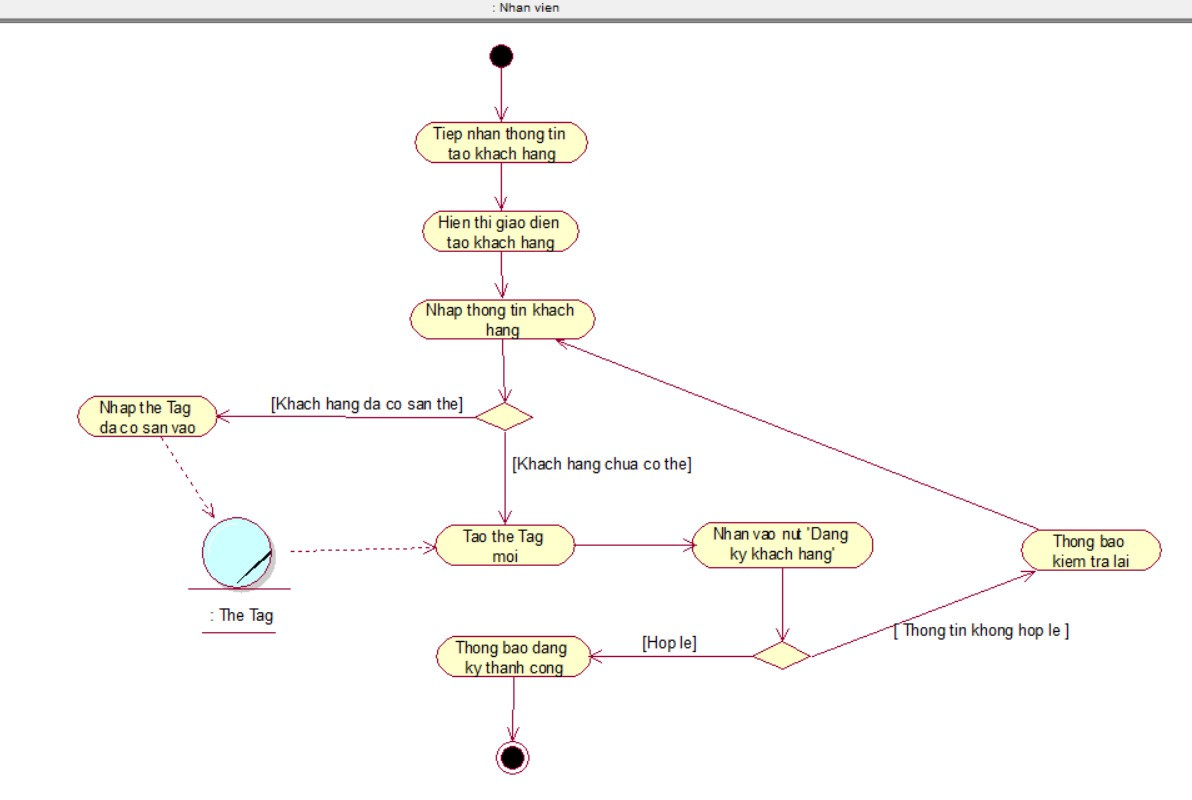 : Nhan vien
Tiep nhan thong tin
tao khach hang
Hien thi giao dien
tao khach hang
Nhap thong tin khach
hang
[Khach hang da co san the]
Nhap the Tag
da co san vao
[Khach hang chua co the]
Tao the Tag
moi
Nhan vao nut 'Dang
ky khach hang'
Thong bao
kiem tra lai
: The Tag
[ Thong tin khong hop le ]
[Hop le]
Thong bao dang
ky thanh cong